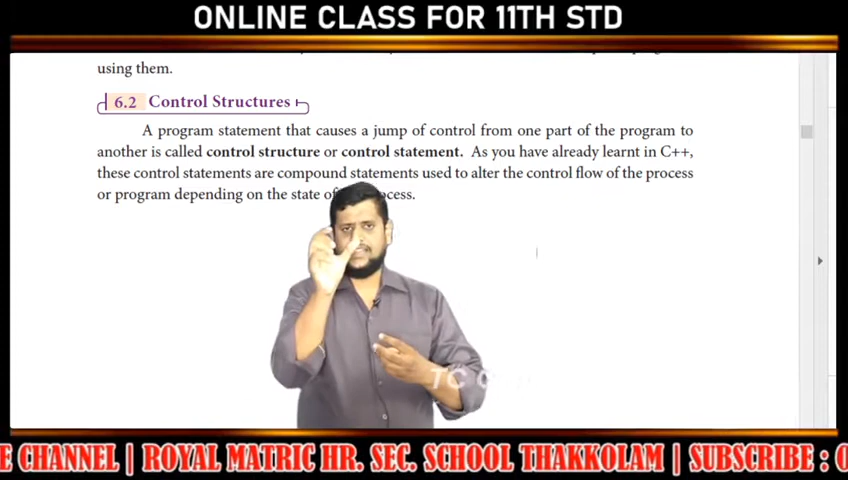 ONLINE CLASS FOR 11TH STD
using them.
6.2 Control Structures
A program statement that causes a jump of control from one part of the program to
another is called control structure or control statement. As you have already learnt in C++,
these control statements are compound statements used to alter the control flow of the process
or program depending on the state of
TC
CHANNEL | ROYAL MATRIC HR. SEC. SCHOOL THAKKOLAM | SUBSCRIBE :